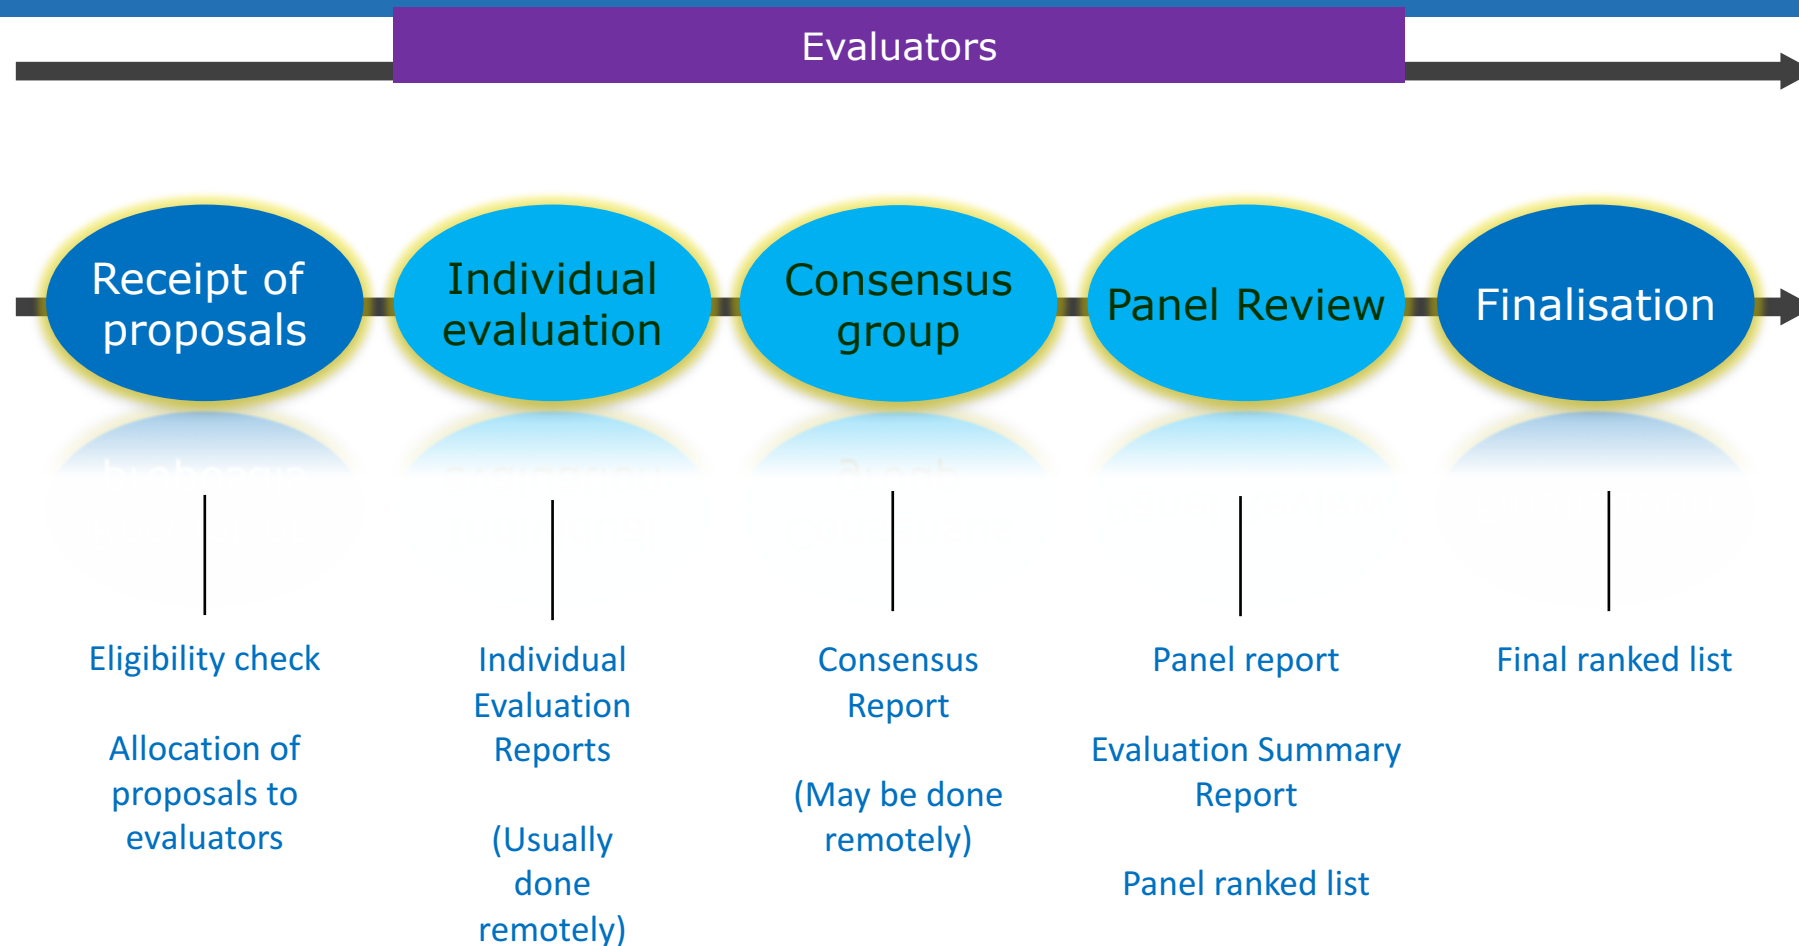 Evaluators
Receipt of
proposals
Individual
evaluation
Consensus
group
Panel Review
Finalisation
Eligibility check
Allocation of
proposals to
evaluators
Individual
Evaluation
Reports
(Usually
done
remotely)
Consensus
Report
(May be done
remotely)
Panel report
Evaluation Summary
Report
Panel ranked list
Final ranked list